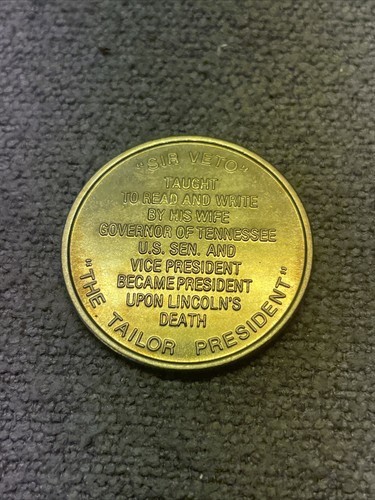 "SIR VETO"
TAUGHT
TO READ AND WRITE
BY HIS WIFE
GOVERNOR OF TENNESSEE
U.S. SEN. AND
VICE PRESIDENT
BECAME PRESIDENT
UPON LINCOLN'S
DEATH
"THE TAILOR PRESIDENT"